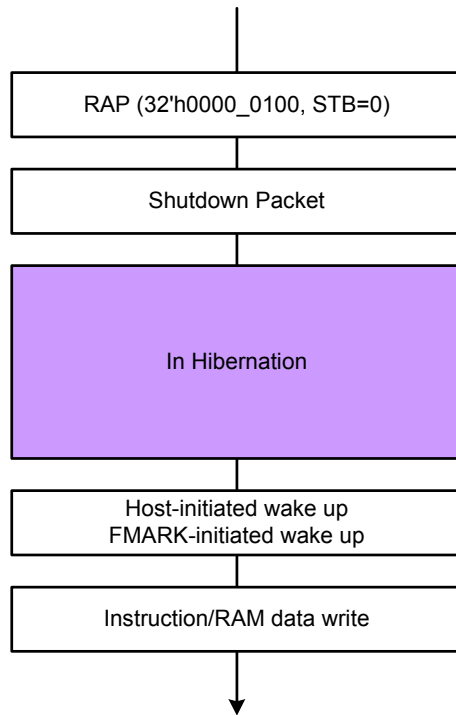 RAP (32'h0000_0100, STB=0)
Shutdown Packet
In Hibernation
Host-initiated wake up
FMARK-initiated wake up
Instruction/RAM data write